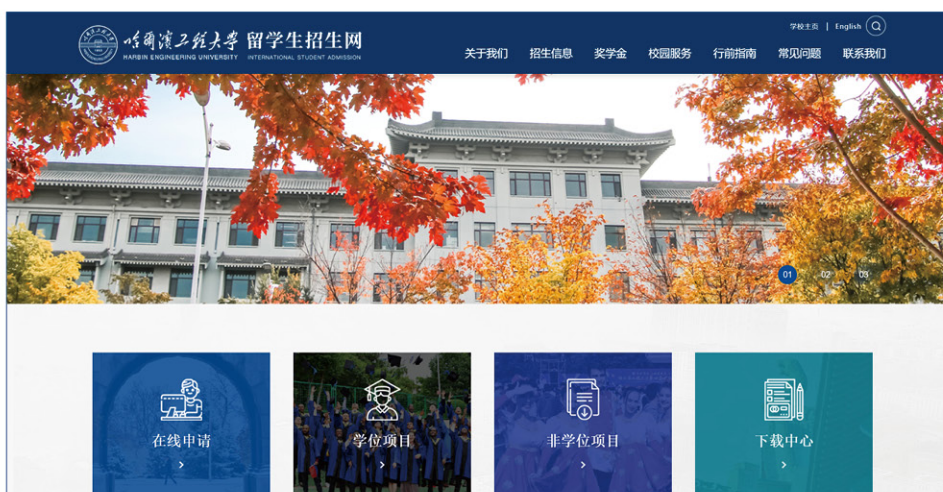 学校主页 | English
哈尔滨工程大学 留学生招生网
HARBIN ENGINEERING UNIVERSITY INTERNATIONAL STUDENT ADMISSION
关于我们 招生信息 奖学金 校园服务 行前指南 常见问题 联系我们
01 02 03
在线申请 学位项目 非学位项目 下载中心